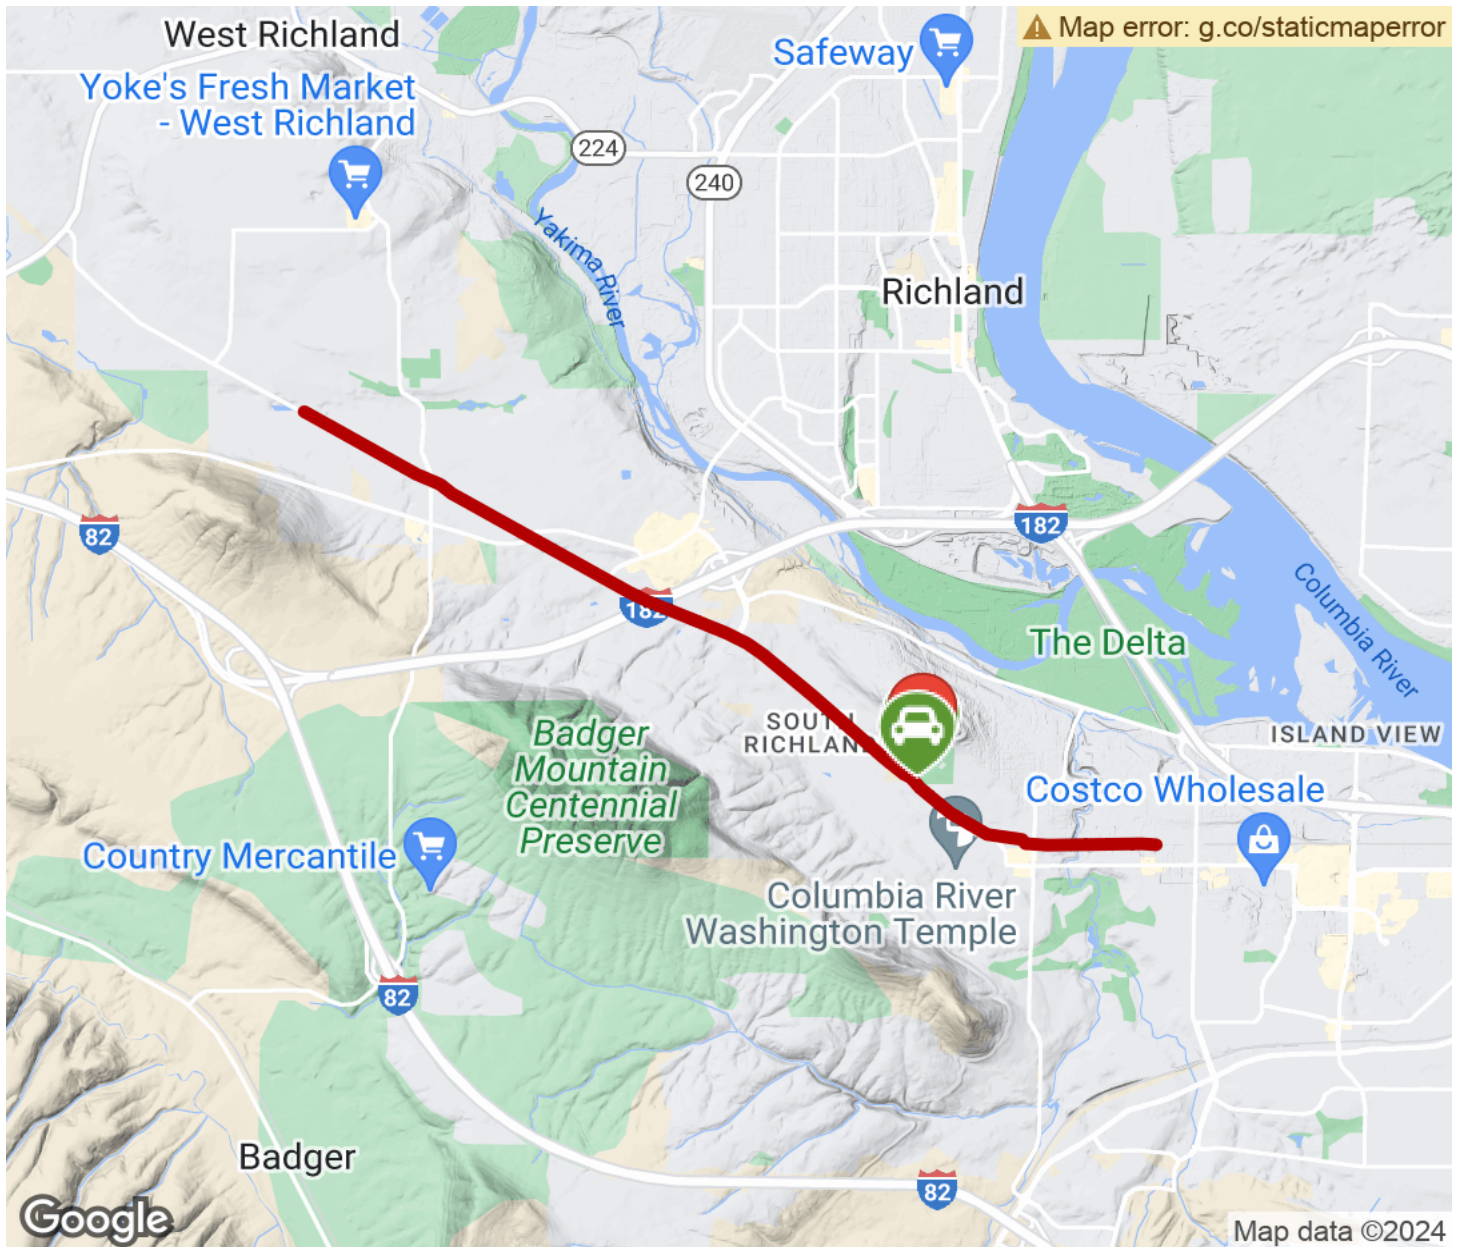 West Richland
Map error: g.co/staticmaperror
Safeway
Yoke's Fresh Market
- West Richland
224
240
Yakima River
Richland
82
182
Columbia River
182
The Delta
SOUTH
RICHLAN
ISLAND VIEW
Badger
Mountain
Centennial
Preserve
Costco Wholesale
Country Mercantile
Columbia River
Washington Temple
82
Badger
82
Google
Map data ©2024